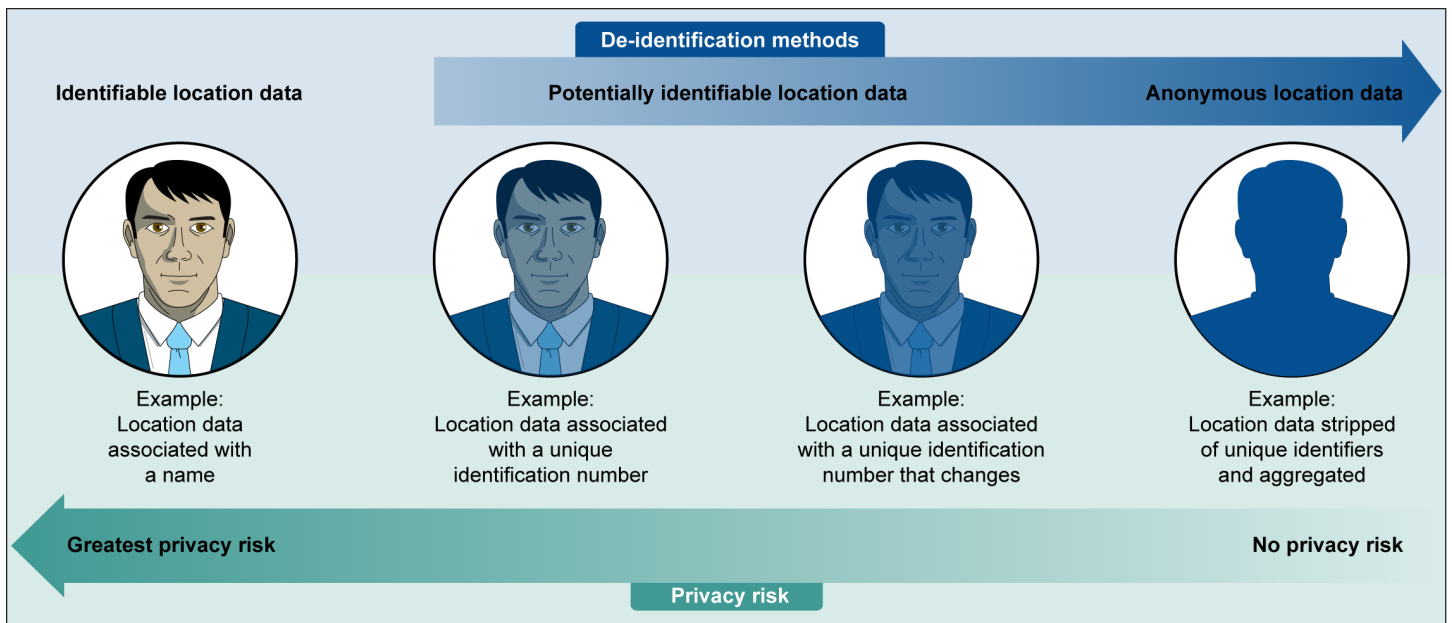 De-identification methods
Identifiable location data
Potentially identifiable location data
Anonymous location data
Example:
Location data
associated with
a name
Example:
Location data associated
with a unique
identification number
Example:
Location data associated
with a unique identification
number that changes
Example:
Location data stripped
of unique identifiers
and aggregated
Greatest privacy risk
No privacy risk
Privacy risk